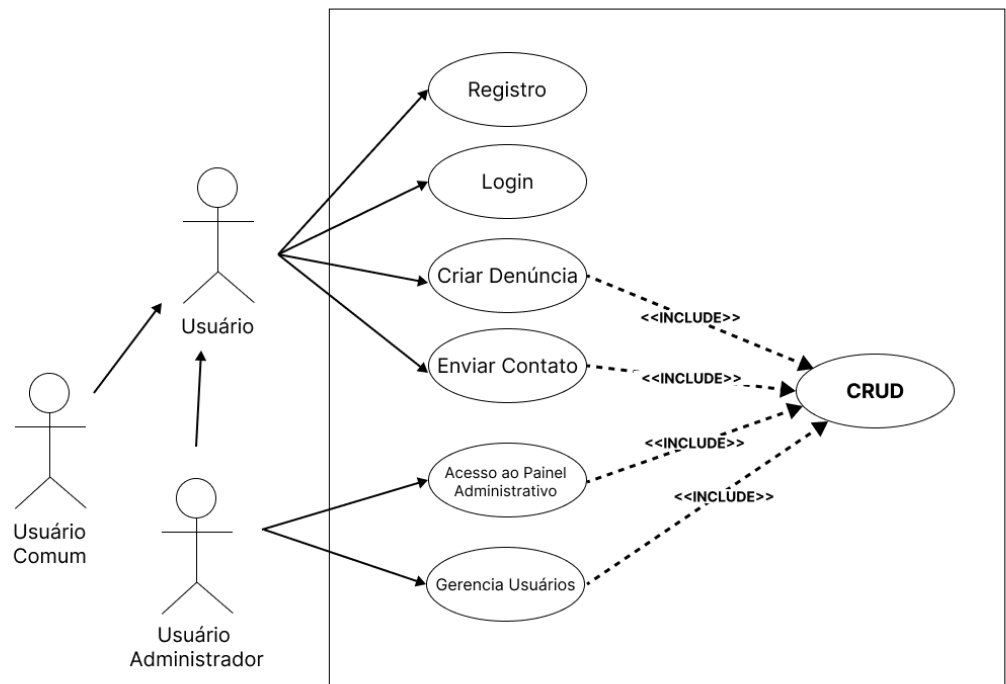 Registro
Login
Criar Denúncia
Enviar Contato
Acesso ao Painel
Administrativo
Gerencia Usuários
Usuário
Usuário
Comum
Usuário
Administrador
<<INCLUDE>>
<<INCLUDE>>
<<INCLUDE>>
<<INCLUDE>>
CRUD